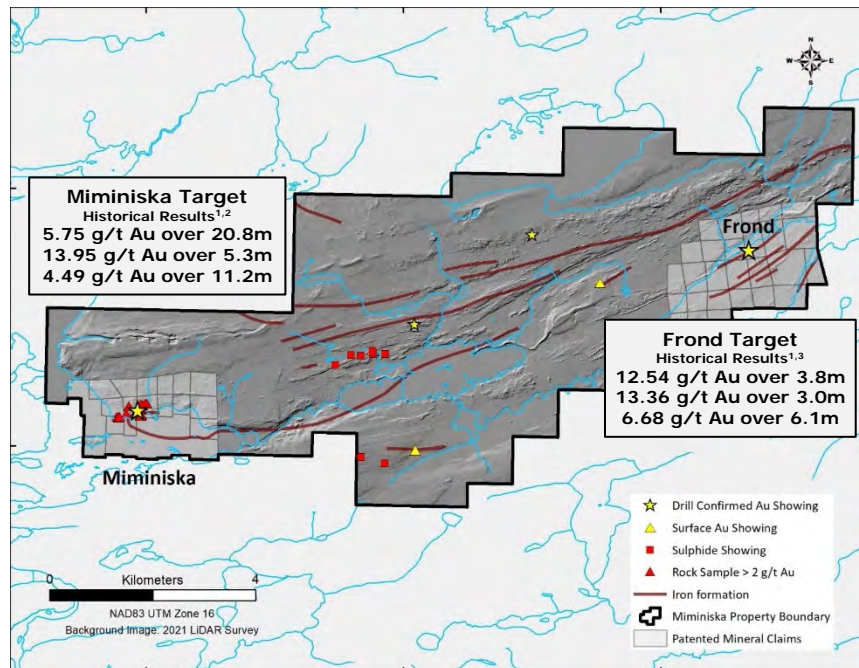 N
W E
S
Miminiska Target
Historical Results1,2
5.75 g/t Au over 20.8m
13.95 g/t Au over 5.3m
4.49 g/t Au over 11.2m
Frond
Frond Target
Historical Results1,3
12.54 g/t Au over 3.8m
13.36 g/t Au over 3.0m
6.68 g/t Au over 6.1m
Miminiska
0 Kilometers 4
NAD83 UTM Zone 16
Background Image: 2021 LiDAR Survey
Drill Confirmed Au Showing
Surface Au Showing
Sulphide Showing
Rock Sample > 2 g/t Au
Iron formation
Miminiska Property Boundary
Patented Mineral Claims